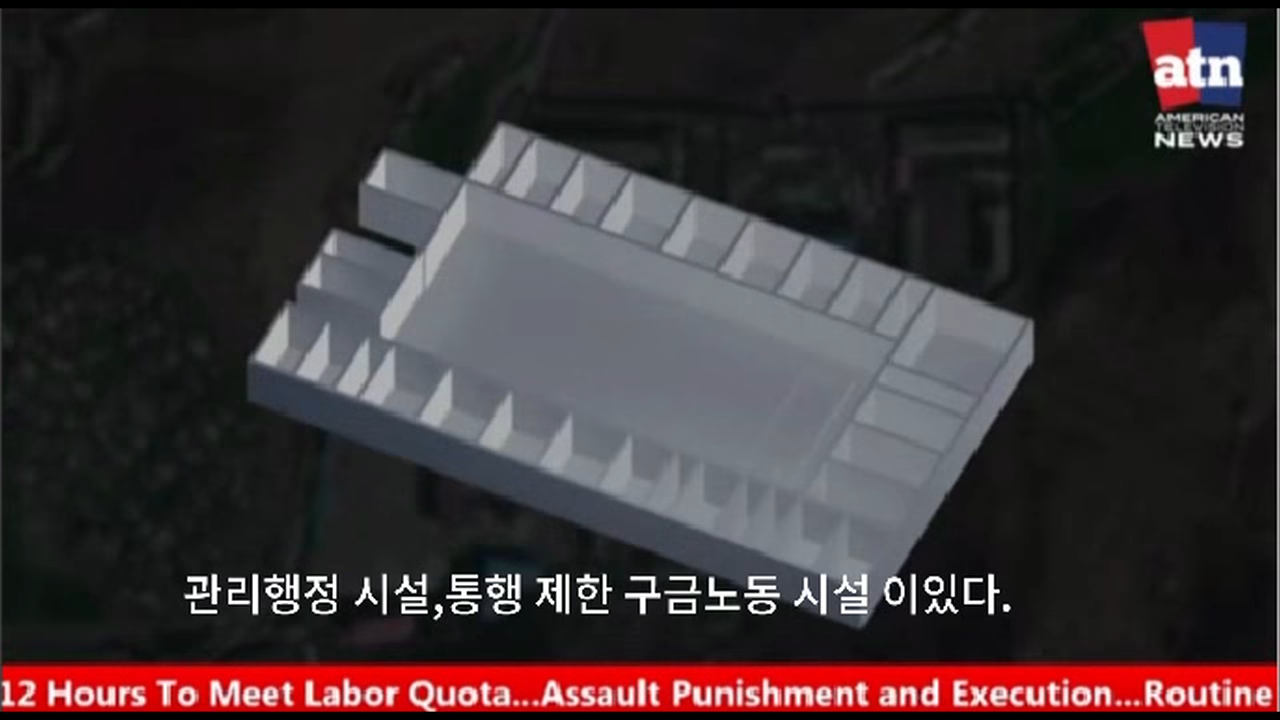 atn
AMERICAN
TELEVISION
NEWS
관리행정 시설,통행 제한 구금노동 시설 이있다.
12 Hours To Meet Labor Quota...Assault Punishment and Execution...Routine